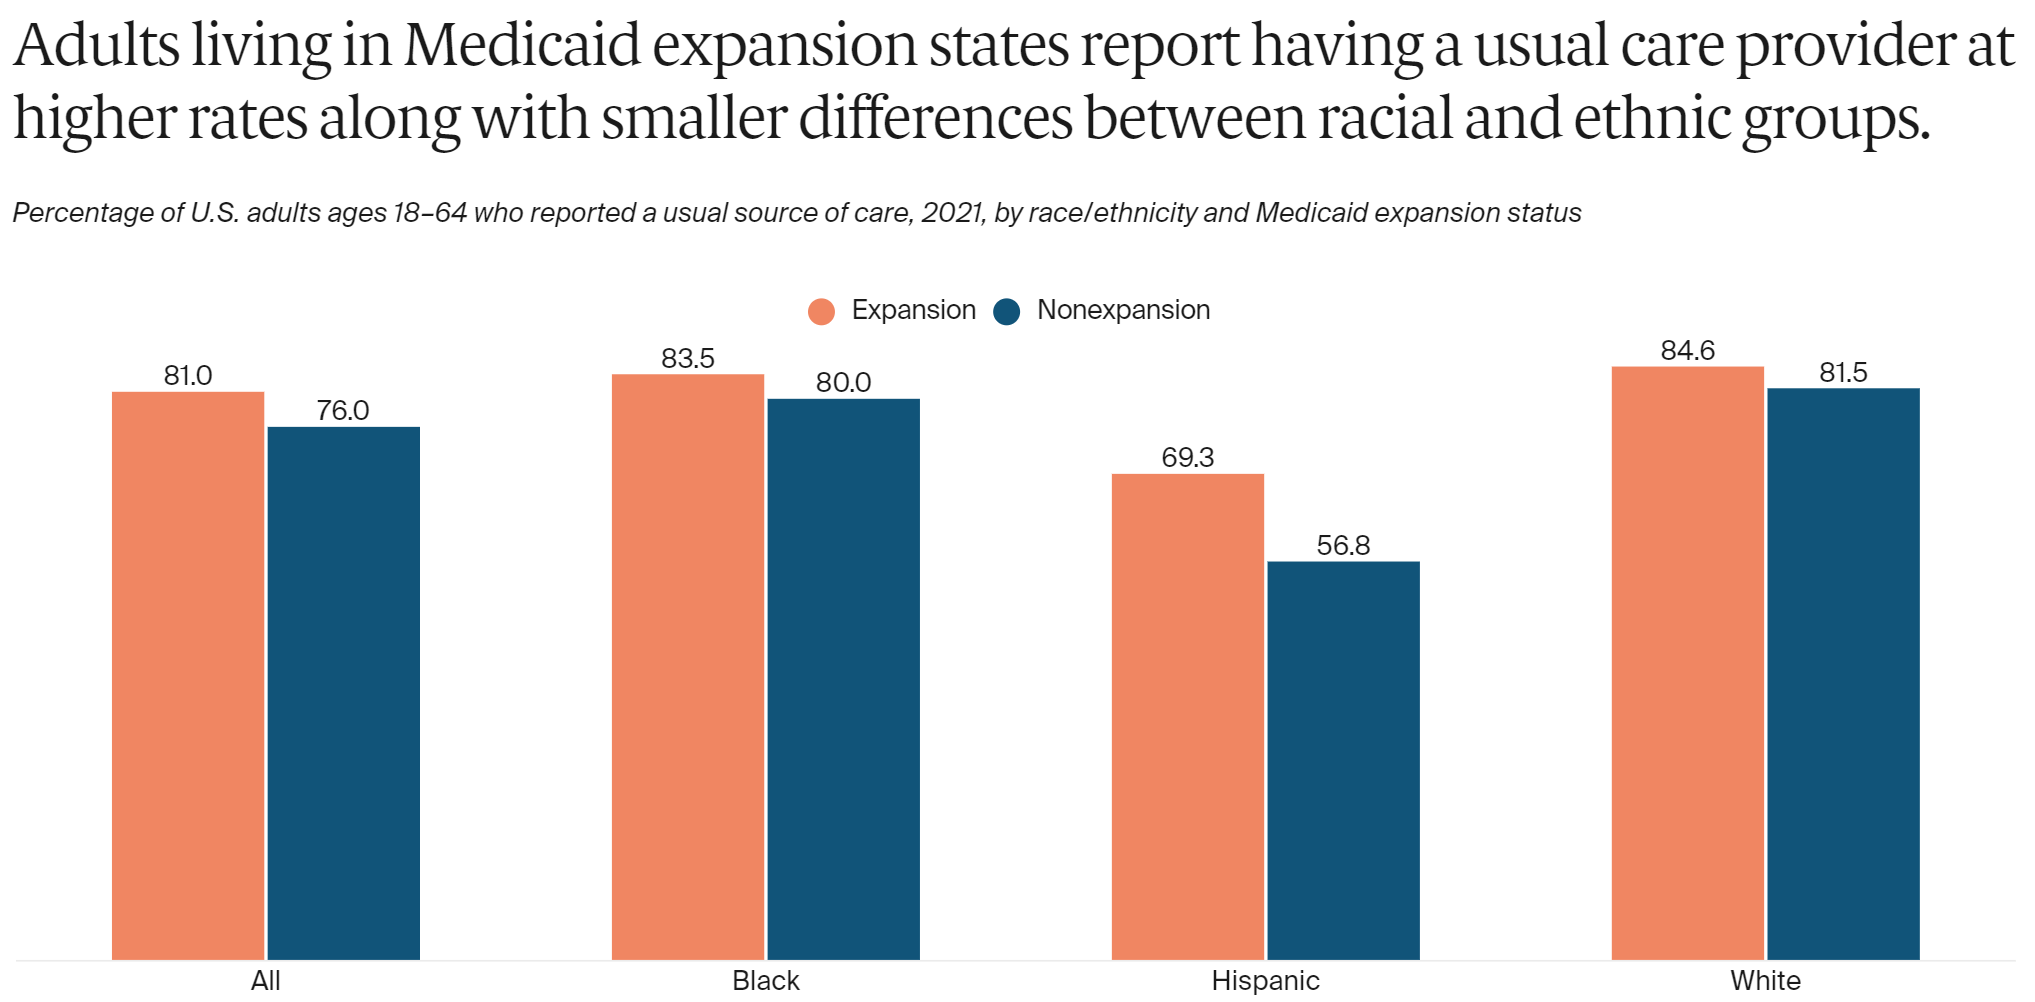 Adults living in Medicaid expansion states report having a usual care provider at
higher rates along with smaller differences between racial and ethnic groups.
Percentage of U.S. adults ages 18–64 who reported a usual source of care, 2021, by race/ethnicity and Medicaid expansion status
Expansion Nonexpansion
81.0 76.0 83.5 80.0 69.3 56.8 84.6 81.5
All Black Hispanic White